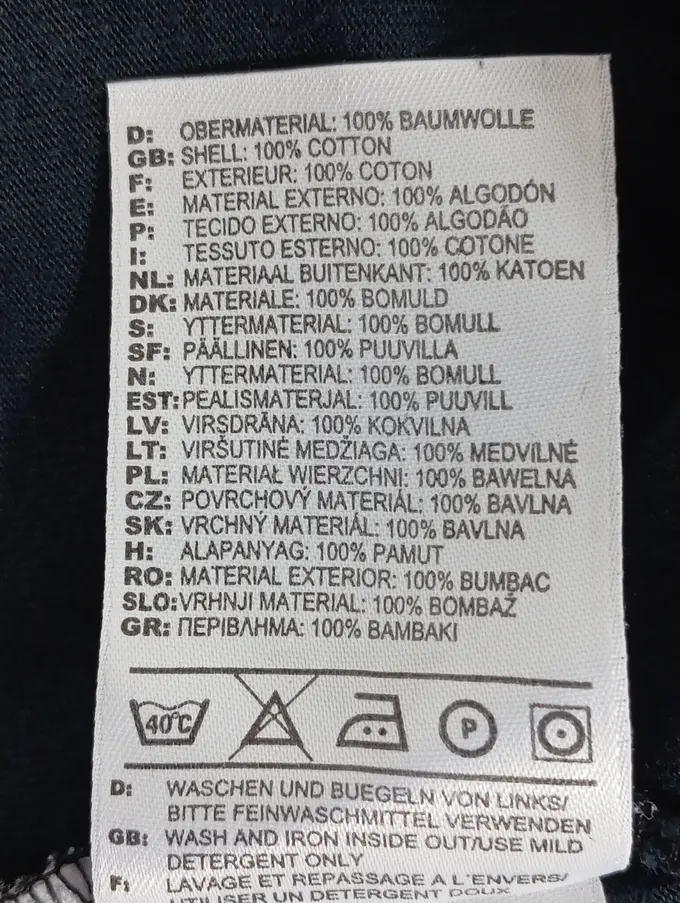 D: OBERMATERIAL: 100% BAUMWOLLE
GB: SHELL: 100% COTTON
F: EXTERIEUR: 100% COTON
E: MATERIAL EXTERNO: 100% ALGODÓN
P: TECIDO EXTERNO: 100% ALGODÃO
I: TESSUTO ESTERNO: 100% COTONE
NL: MATERIAAL BUITENKANT: 100% KATOEN
DK: MATERIALE: 100% BOMULD
S: YTTERMATERIAL: 100% BOMULL
SF: PÄÄLLINEN: 100% PUUVILLA
N: YTTERMATERIAL: 100% BOMULL
EST: PEALISMATERJAL: 100% PUUVILL
LV: VIRSDRĀNA: 100% KOKVILNA
LT: VIRŠUTINĖ MEDŽIAGA: 100% MEDVILNĖ
PL: MATERIAŁ WIERZCHNI: 100% BAWEŁNA
CZ: POVRCHOVÝ MATERIÁL: 100% BAVLNA
SK: VRCHNÝ MATERIÁL: 100% BAVLNA
H: ALAPANYAG: 100% PAMUT
RO: MATERIAL EXTERIOR: 100% BUMBAC
SLO: VRHNJI MATERIAL: 100% BOMBAŽ
GR: ΠΕΡΙΒΛΗΜΑ: 100% ΒΑΜΒΑΚΙ
40°C P
D: WASCHEN UND BUEGELN VON LINKS/
BITTE FEINWASCHMITTEL VERWENDEN
GB: WASH AND IRON INSIDE OUT/USE MILD
DETERGENT ONLY
F: LAVAGE ET REPASSAGE A L'ENVERS/
UTILISER UN DETERGENT DOUX